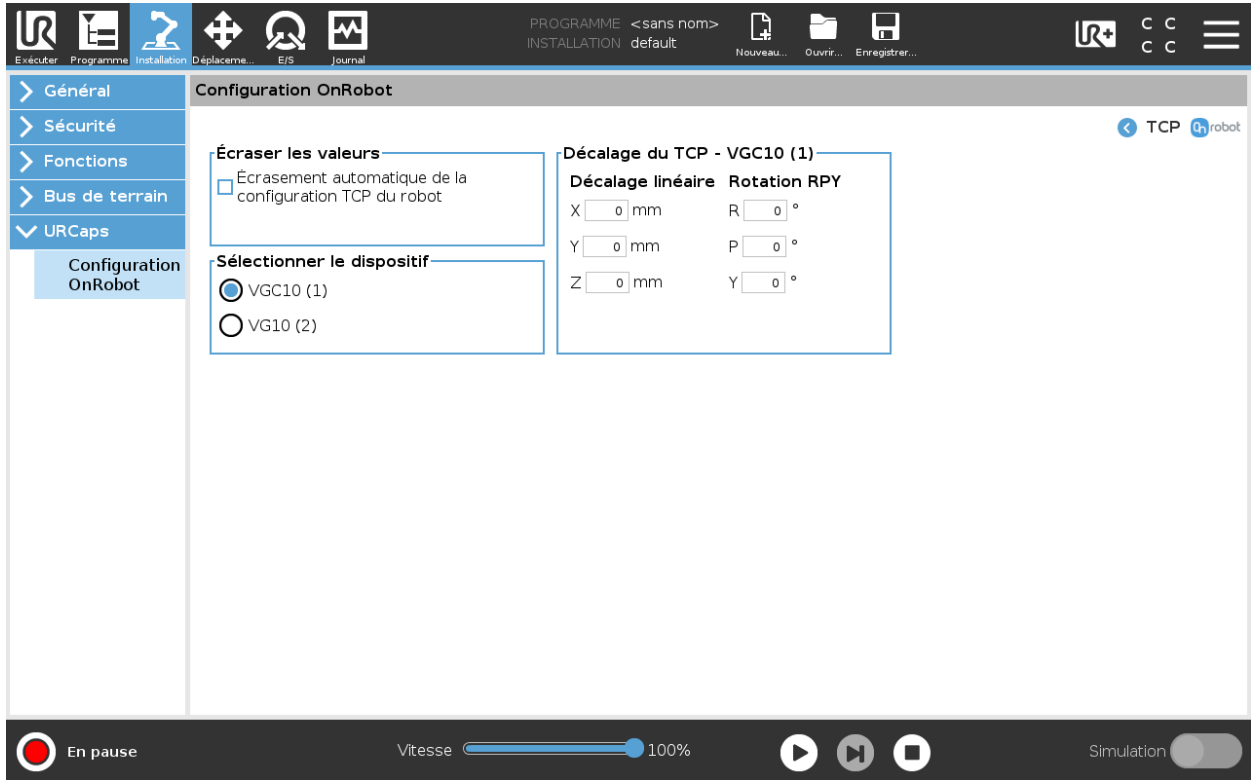 PROGRAMME <sans nom>
INSTALLATION default
Exécuter
Programme
Installation
Déplaceme...
E/S
Journal
Nouveau...
Ouvrir...
Enregistrer...
UR+
C C
C C
Général
Sécurité
Fonctions
Bus de terrain
URCaps
Configuration
OnRobot
Configuration OnRobot
TCP On robot
Écraser les valeurs
Écrasement automatique de la
configuration TCP du robot
Sélectionner le dispositif
VGC10 (1)
VG10 (2)
Décalage du TCP - VGC10 (1)
Décalage linéaire Rotation RPY
X 0 mm R 0 °
Y 0 mm P 0 °
Z 0 mm Y 0 °
En pause
Vitesse 100%
Simulation